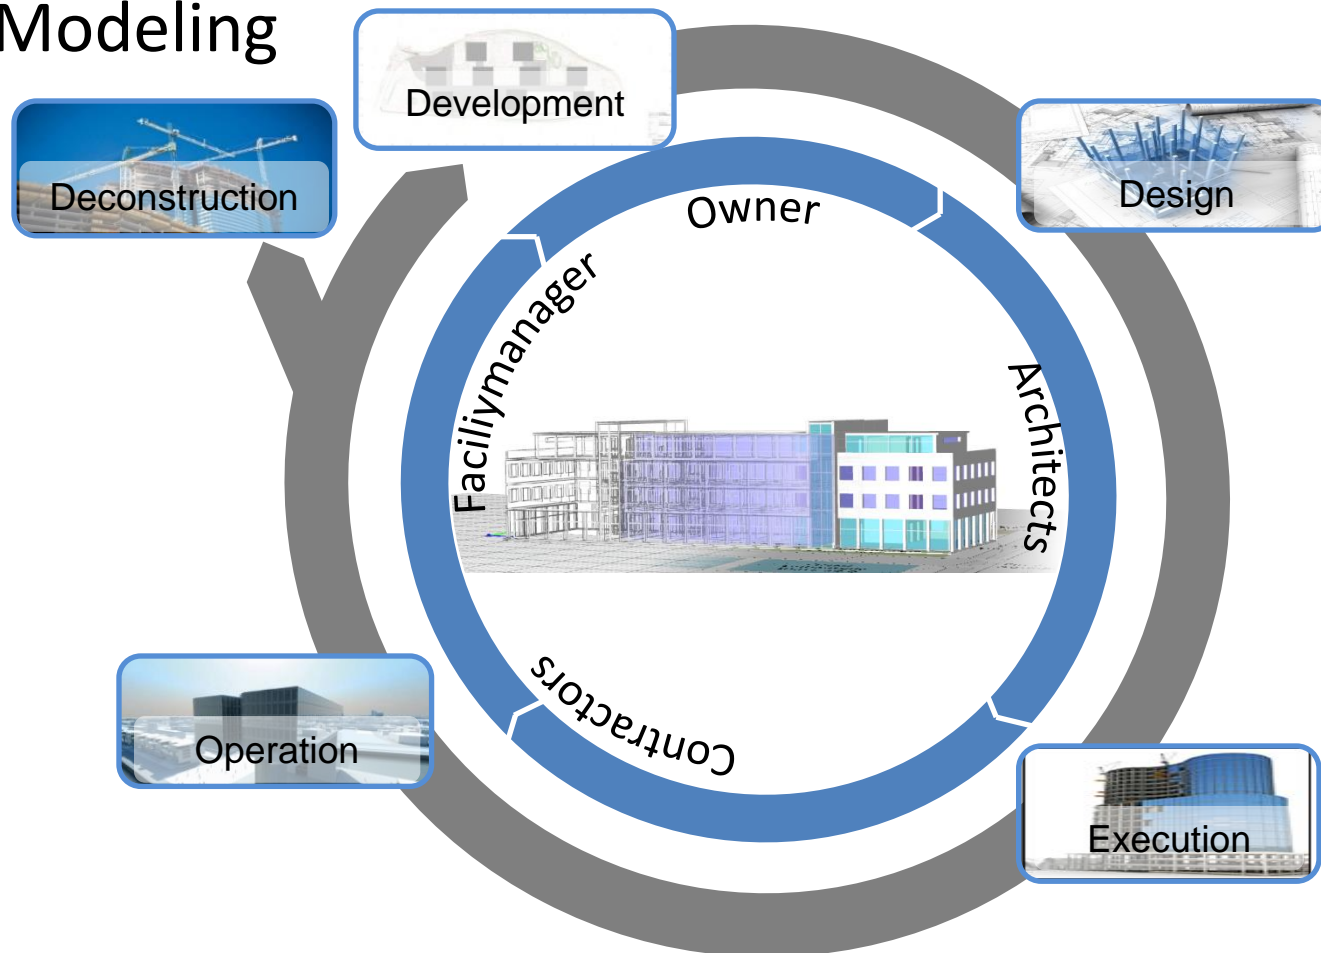 Modeling
Development
Deconstruction
Design
Owner
Faciliymanager
Architects
Contractors
Operation
Execution